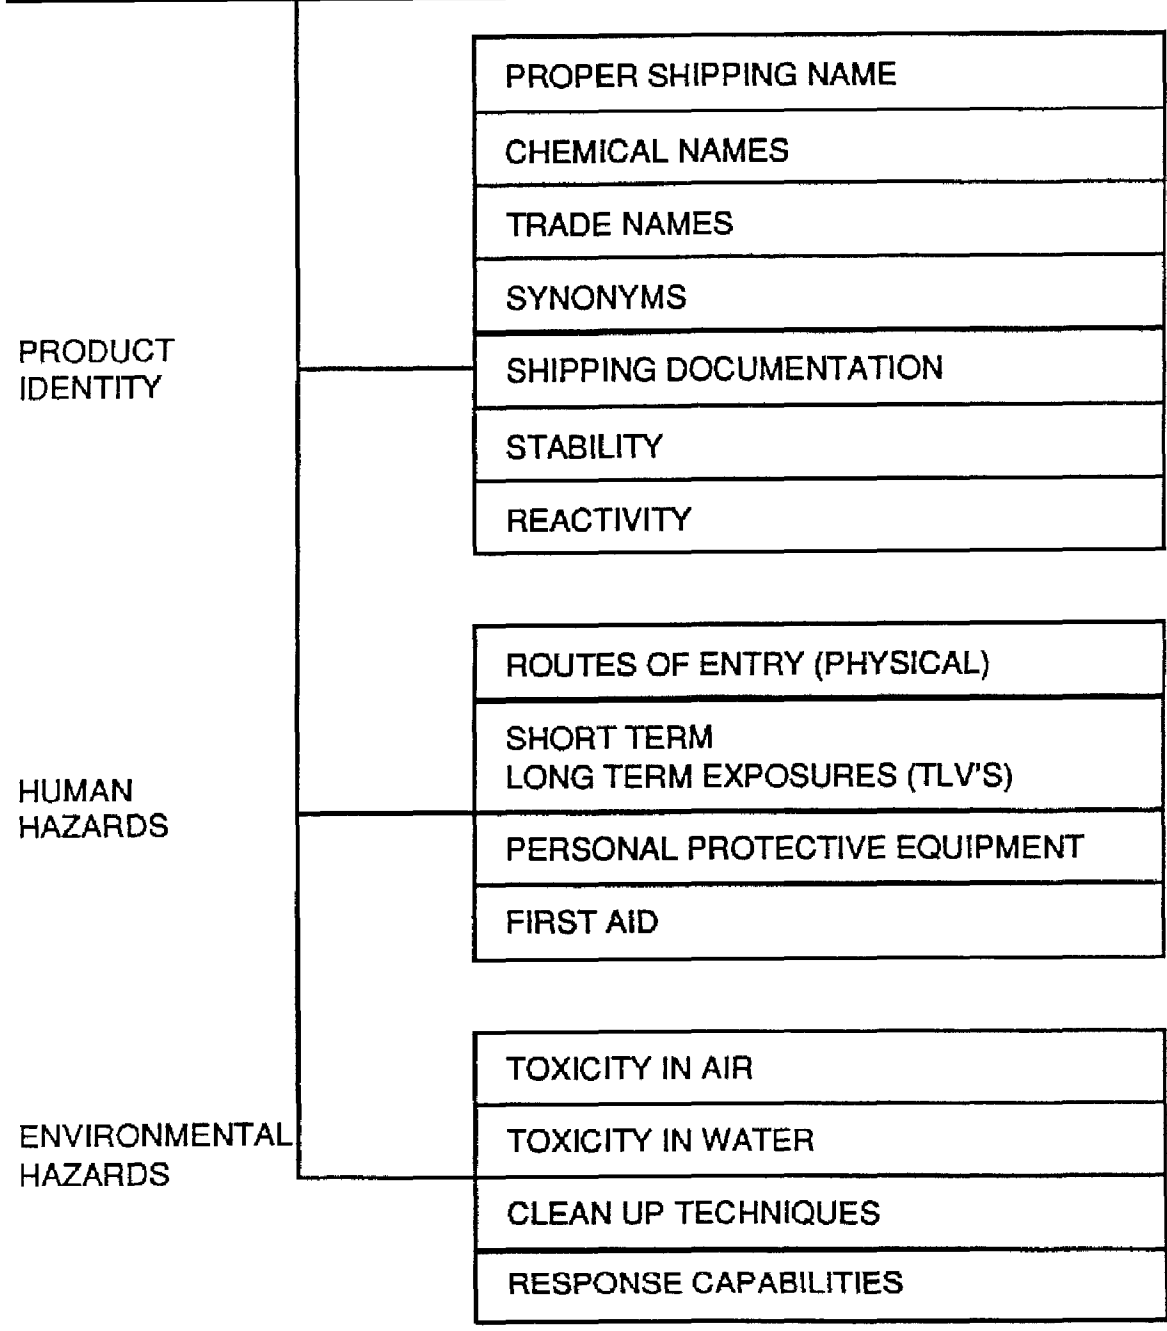 PRODUCT
IDENTITY
PROPER SHIPPING NAME
CHEMICAL NAMES
TRADE NAMES
SYNONYMS
SHIPPING DOCUMENTATION
STABILITY
REACTIVITY
HUMAN
HAZARDS
ROUTES OF ENTRY (PHYSICAL)
SHORT TERM
LONG TERM EXPOSURES (TLV'S)
PERSONAL PROTECTIVE EQUIPMENT
FIRST AID
ENVIRONMENTAL
HAZARDS
TOXICITY IN AIR
TOXICITY IN WATER
CLEAN UP TECHNIQUES
RESPONSE CAPABILITIES